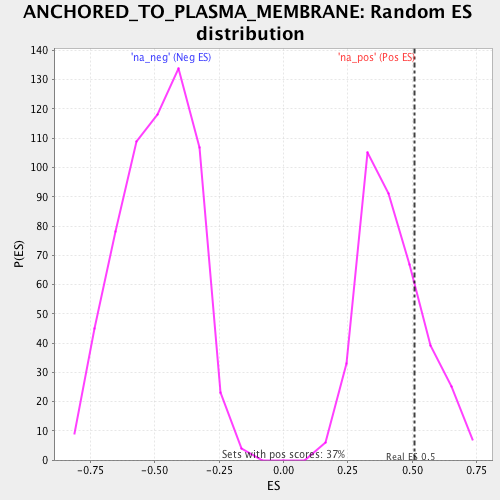 ANCHORED_TO_PLASMA_MEMBRANE: Random ES
distribution
'na_neg' (Neg ES)
'na_pos' (Pos ES)
140
130
120
110
100
90
80
70
60
50
40
30
20
10
0
P(ES)
Sets with pos scores: 37%
Real ES 0.5
-0.75
-0.50
-0.25
0.00
0.25
0.50
0.75
ES